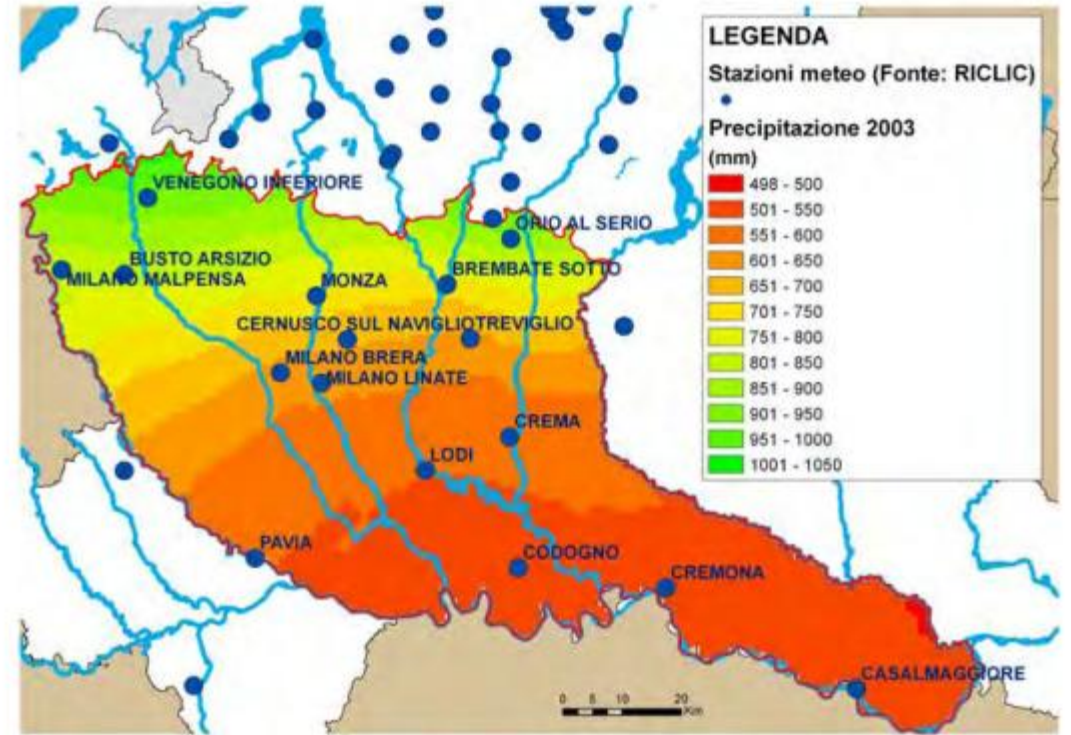 LEGENDA
Stazioni meteo (Fonte: RICLIC)
Precipitazione 2003
(mm)
498 - 500
501 - 550
551 - 600
601 - 650
651 - 700
701 - 750
751 - 800
801 - 850
851 - 900
901 - 950
951 - 1000
1001 - 1050
VENEGONO INFERIORE
ORIO AL SERIO
BUSTO ARSIZIO
BREMBATE SOTTO
MILANO MALPENSA
MONZA
CERNUSCO SUL NAVIGLIO
TREVIGLIO
MILANO BRERA
MILANO LINATE
CREMA
LODI
PAVIA
CODOGNO
CREMONA
CASALMAGGIORE
0 5 10 20
Km